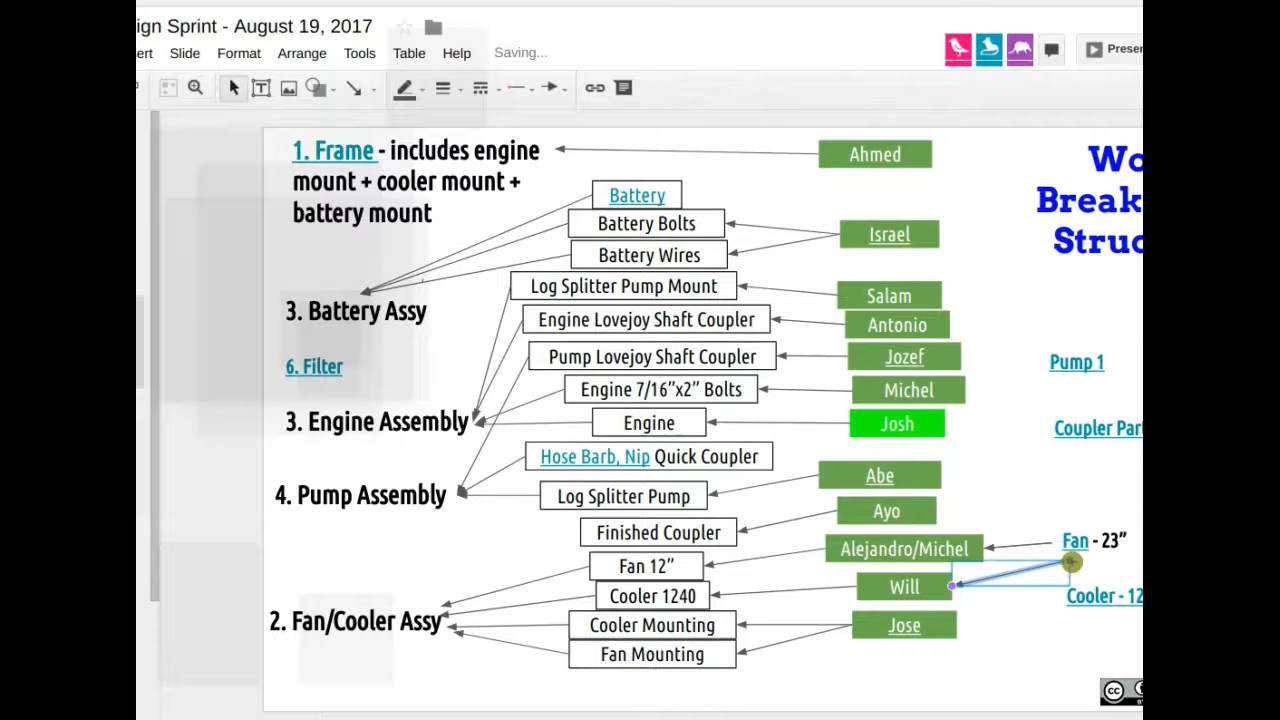 ign Sprint - August 19, 2017
ert Slide Format Arrange Tools Table Help Saving...
Prese
1. Frame - includes engine
mount + cooler mount +
battery mount
Ahmed
Battery
Battery Bolts
Battery Wires
Israel
Wo
Break
Struc
Log Splitter Pump Mount
Salam
3. Battery Assy
Engine Lovejoy Shaft Coupler
Antonio
6. Filter
Pump Lovejoy Shaft Coupler
Jozef
Pump 1
Engine 7/16”x2” Bolts
Michel
3. Engine Assembly
Engine
Josh
Coupler Par
Hose Barb, Nip Quick Coupler
Abe
4. Pump Assembly
Log Splitter Pump
Ayo
Finished Coupler
Alejandro/Michel
Fan - 23”
Fan 12”
Will
Cooler 1240
Cooler - 12
2. Fan/Cooler Assy
Cooler Mounting
Jose
Fan Mounting
cc